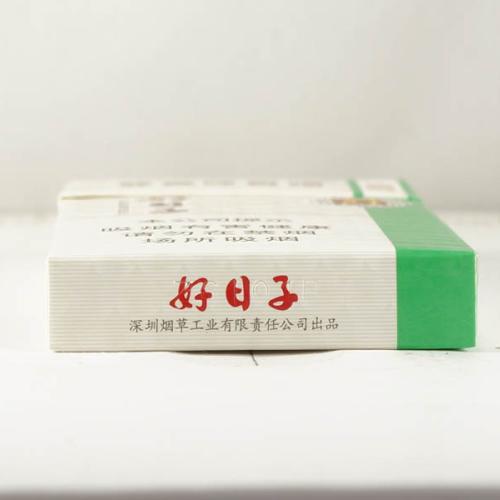 本公司提示
吸烟有害健康
请勿在禁烟
场所吸烟
好日子
深圳烟草工业有限责任公司出品